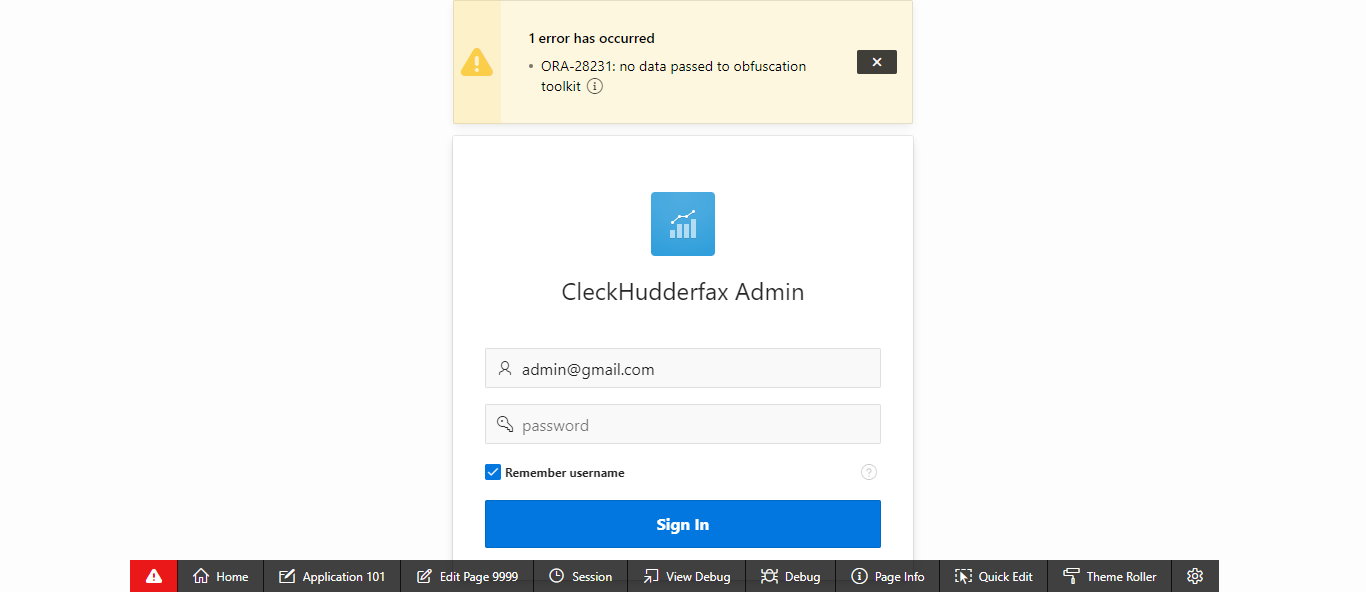 1 error has occurred
• ORA-28231: no data passed to obfuscation
toolkit
CleckHudderfax Admin
admin@gmail.com
password
Remember username
Sign In
Home Application 101 Edit Page 9999 Session View Debug Debug Page Info Quick Edit Theme Roller